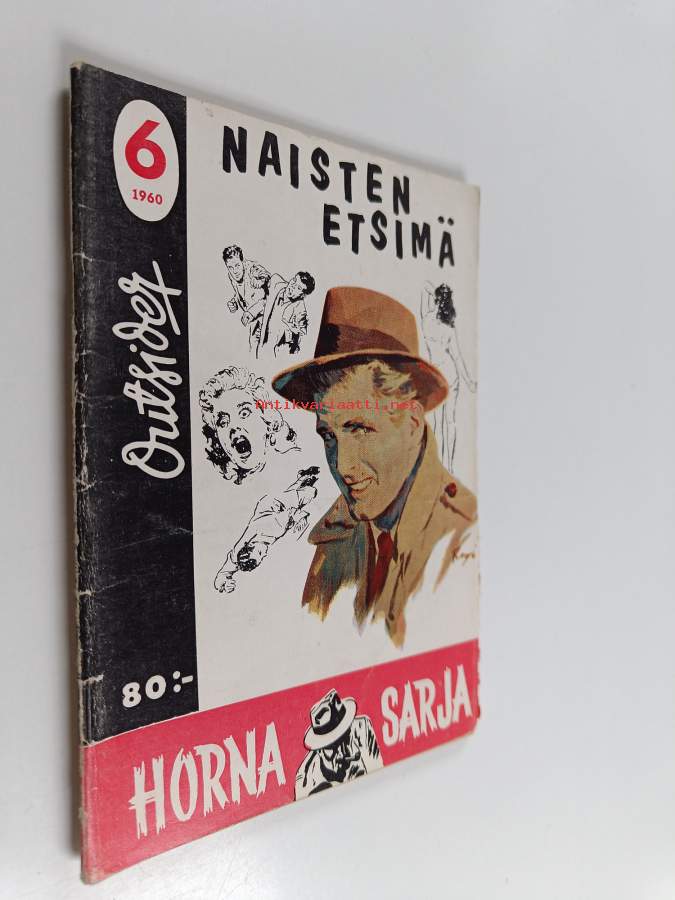 6
1960
NAISTEN
ETSIMÄ
Outsider
Antikvariaatti.net
80:-
HORNA SARJA